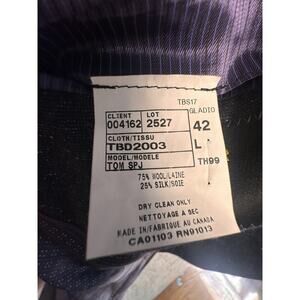 TBS17
CLIENT LOT GLADIO
004162 2527 42
CLOTH/TISSU
TBD2003 L
MODEL/MODELE
TOM SPJ TH99
75% WOOL/LAINE
25% SILK/SOIE
DRY CLEAN ONLY
NETTOYAGE A SEC
MADE IN/FABRIQUE AU CANADA
CA01103 RN91013